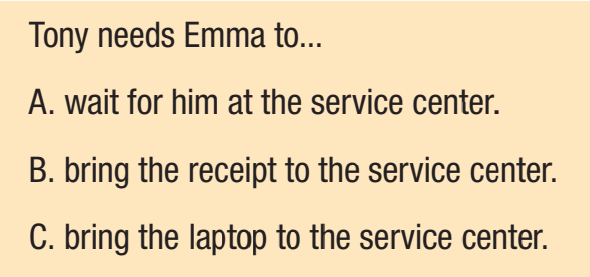 Tony needs Emma to...
A. wait for him at the service center.
B. bring the receipt to the service center.
C. bring the laptop to the service center.